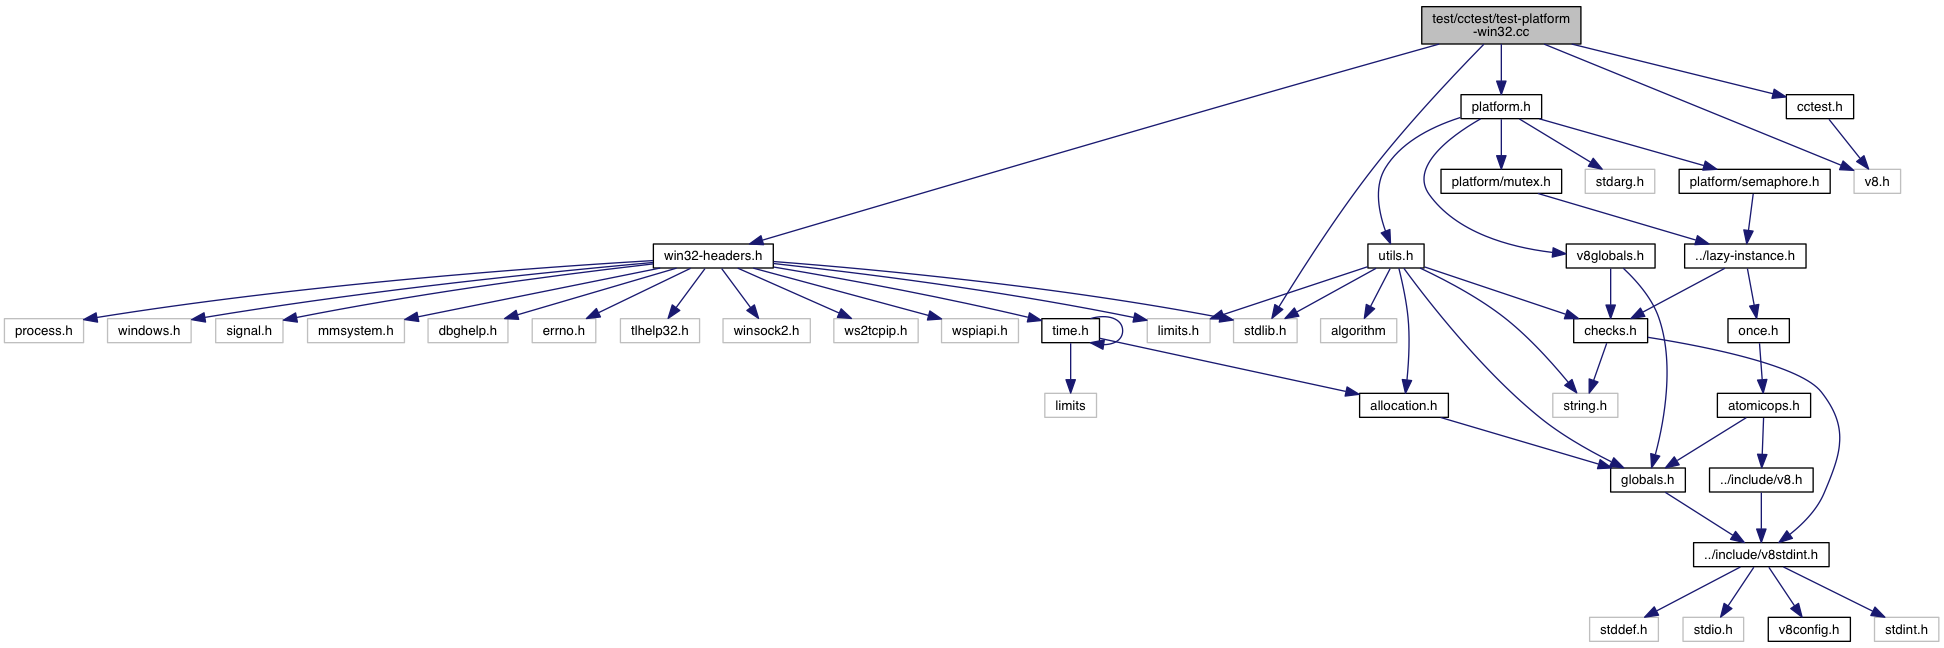 test/cctest/test-platform
-win32.cc
platform.h
cctest.h
platform/mutex.h
stdarg.h
platform/semaphore.h
v8.h
win32-headers.h
utils.h
v8globals.h
../lazy-instance.h
process.h
windows.h
signal.h
mmsystem.h
dbghelp.h
errno.h
tlhelp32.h
winsock2.h
ws2tcpip.h
wspiapi.h
time.h
limits.h
stdlib.h
algorithm
checks.h
once.h
limits
allocation.h
string.h
atomicops.h
globals.h
../include/v8.h
../include/v8stdint.h
stddef.h
stdio.h
v8config.h
stdint.h